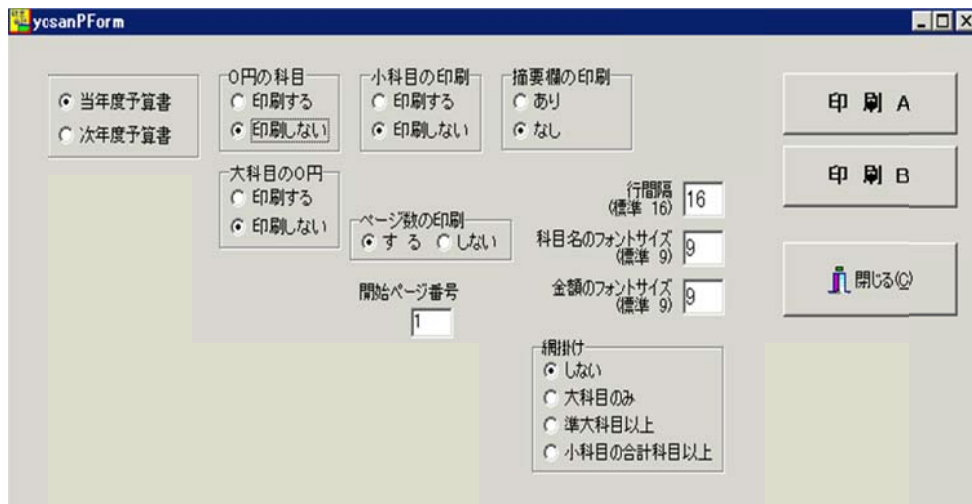 ycsanPForm
当年度予算書
次年度予算書
0円の科目
印刷する
印刷しない
小科目の印刷
印刷する
印刷しない
摘要欄の印刷
あり
なし
印 刷 A
印 刷 B
大科目の0円
印刷する
印刷しない
ページ数の印刷
する しない
開始ページ番号
1
行間隔
(標準 16)
16
科目名のフォントサイズ
(標準 9)
9
金額のフォントサイズ
(標準 9)
9
閉じる(C)
網掛け
しない
大科目のみ
準大科目以上
小科目の合計科目以上